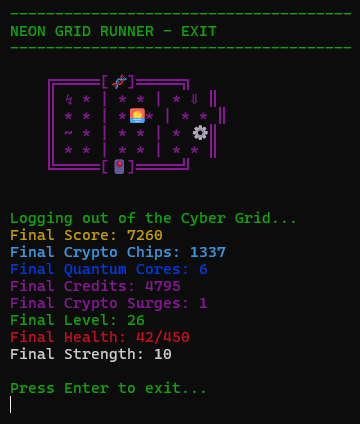 --------------------------------------
NEON GRID RUNNER - EXIT
--------------------------------------
╔═════[🧬]═════╗
║ ↯ * | * * | * ⇓ ║
║ * * | *🌅* | * * ║
║ ~ * | * * | * ⚙️║
║ * * | * * | * * ║
╚═════[📍]═════╝
Logging out of the Cyber Grid...
Final Score: 7260
Final Crypto Chips: 1337
Final Quantum Cores: 6
Final Credits: 4795
Final Crypto Surges: 1
Final Level: 26
Final Health: 42/450
Final Strength: 10
Press Enter to exit...